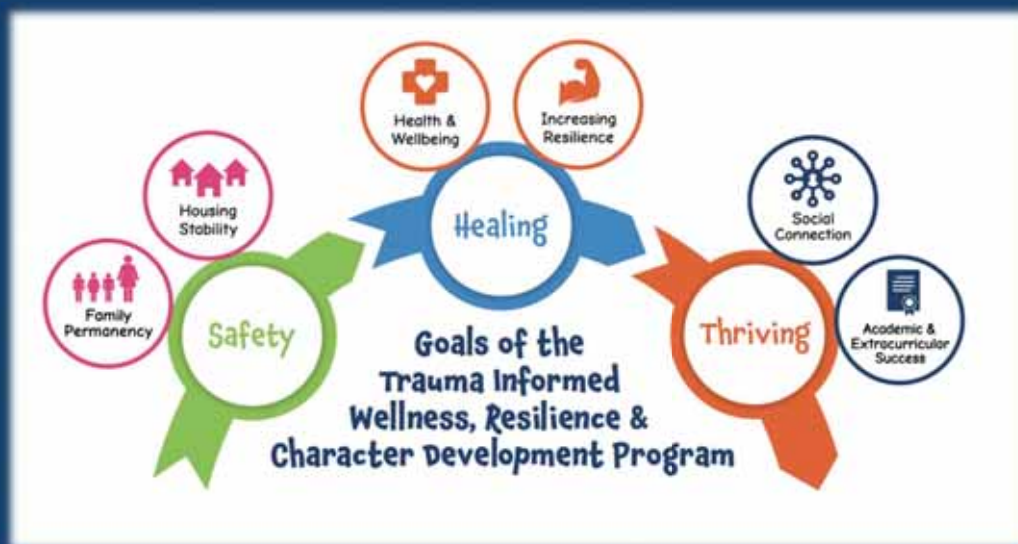 Family
Permanency
Housing
Stability
Safety
Health &
Wellbeing
Increasing
Resilience
Healing
Social
Connection
Academic &
Extracurricular
Success
Thriving
Goals of the
Trauma Informed
Wellness, Resilience &
Character Development Program